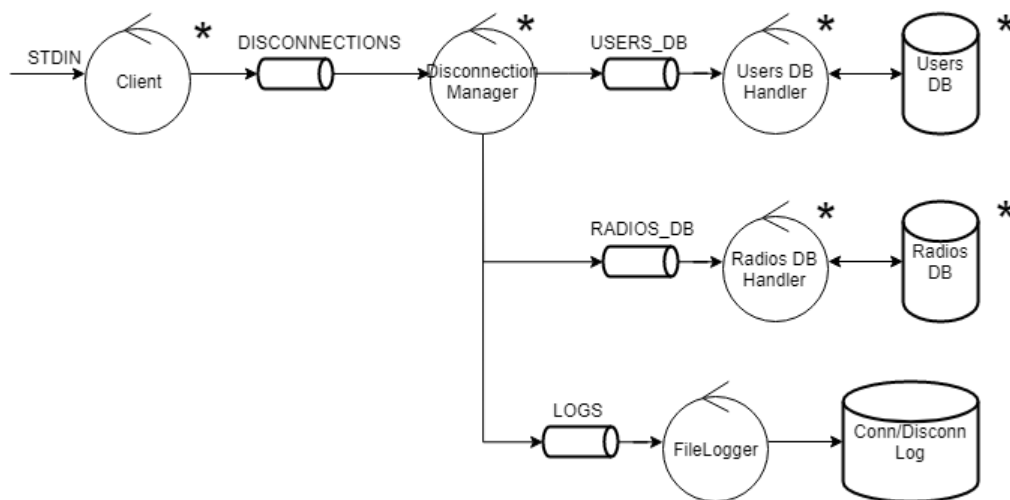 STDIN
Client
*
DISCONNECTIONS
Disconnection
Manager
*
USERS_DB
Users DB
Handler
*
Users
DB
*
RADIOS_DB
Radios DB
Handler
*
Radios
DB
*
LOGS
FileLogger
Conn/Disconn
Log